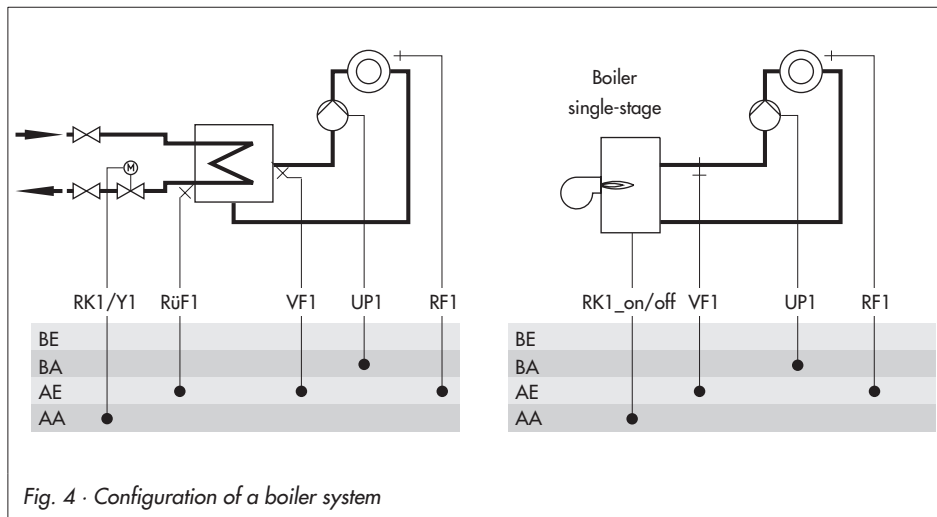 Boiler
single-stage
M
RK1/Y1 RüF1 VF1 UP1 RF1
BE
BA
AE
AA
RK1_on/off VF1 UP1 RF1
BE
BA
AE
AA
Fig. 4 · Configuration of a boiler system